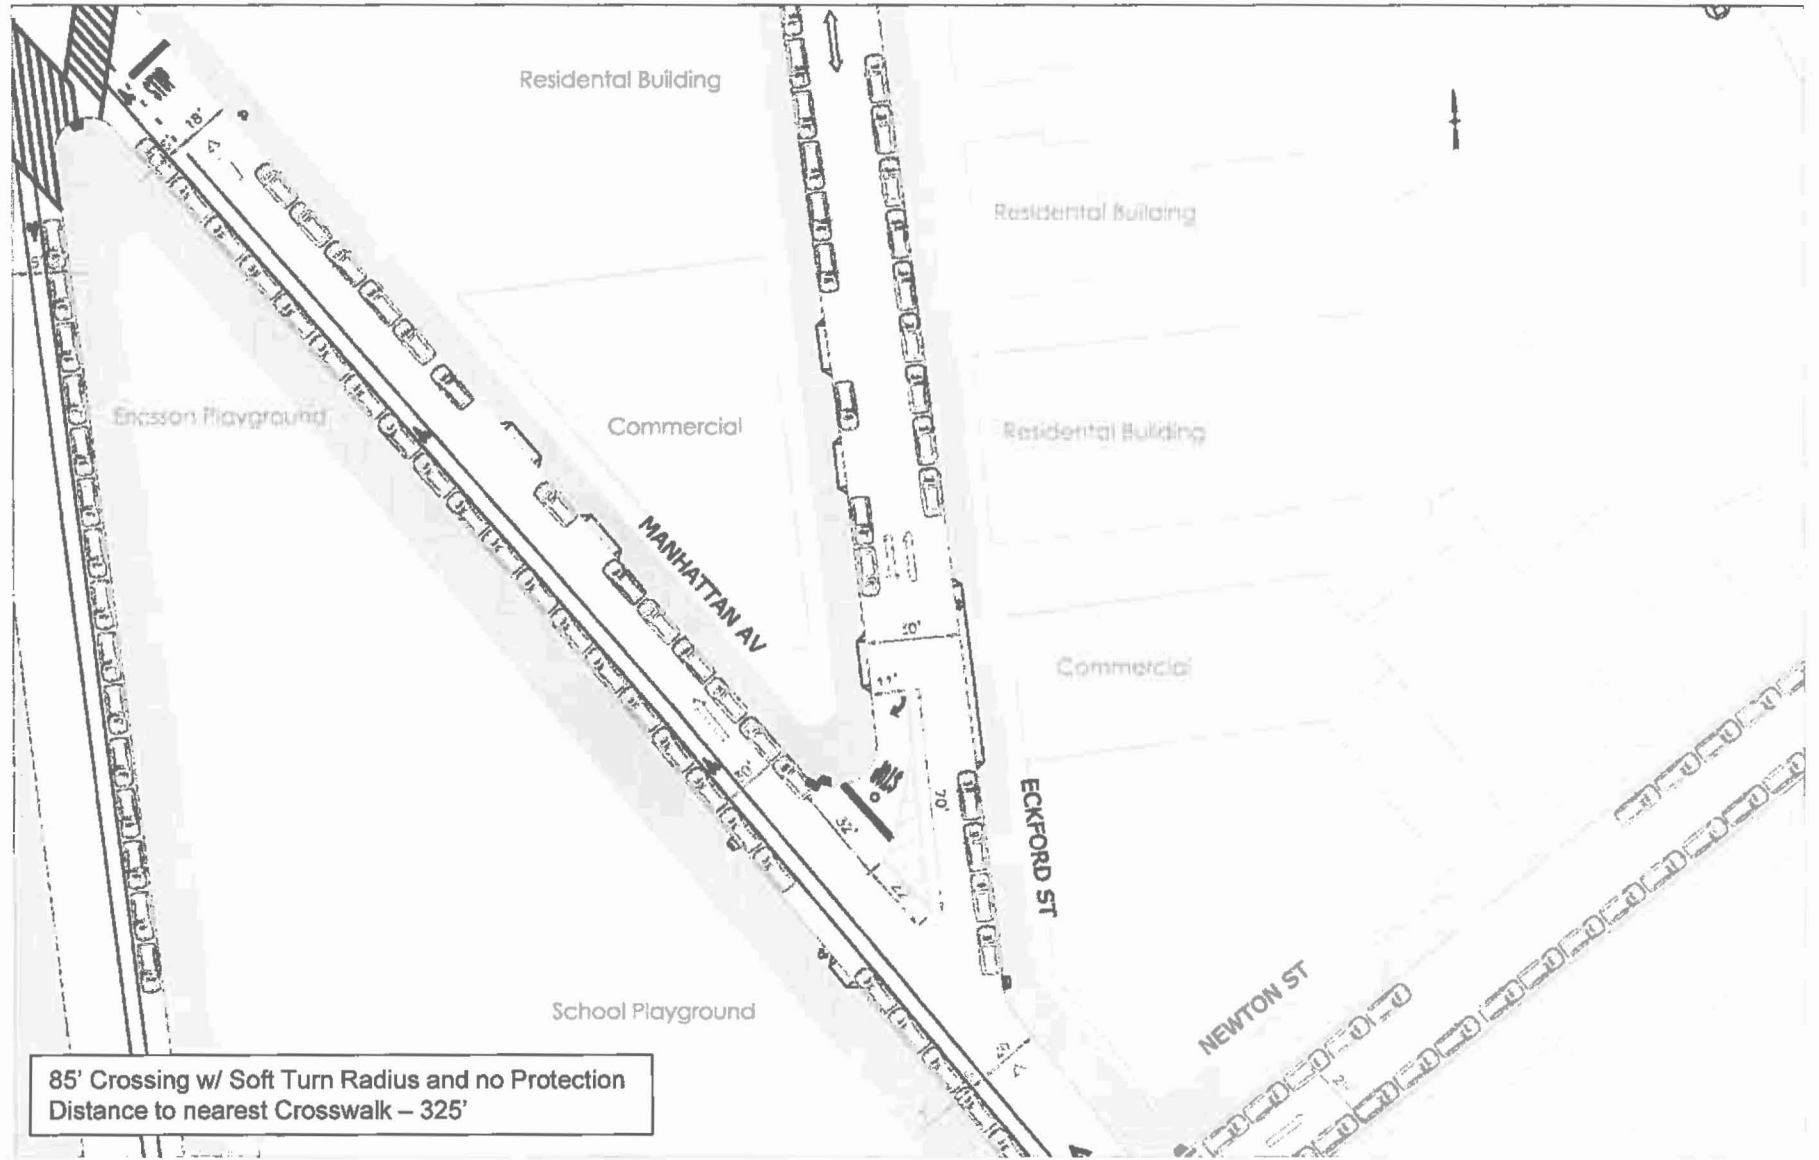 Residental Building
18'
Residental Building
Ericsson Playground
Commercial
Residental Building
MANHATTAN AV
Commercial
11'
STOP
70'
32'
ECKFORD ST
NEWTON ST
School Playground
85' Crossing w/ Soft Turn Radius and no Protection
Distance to nearest Crosswalk – 325'